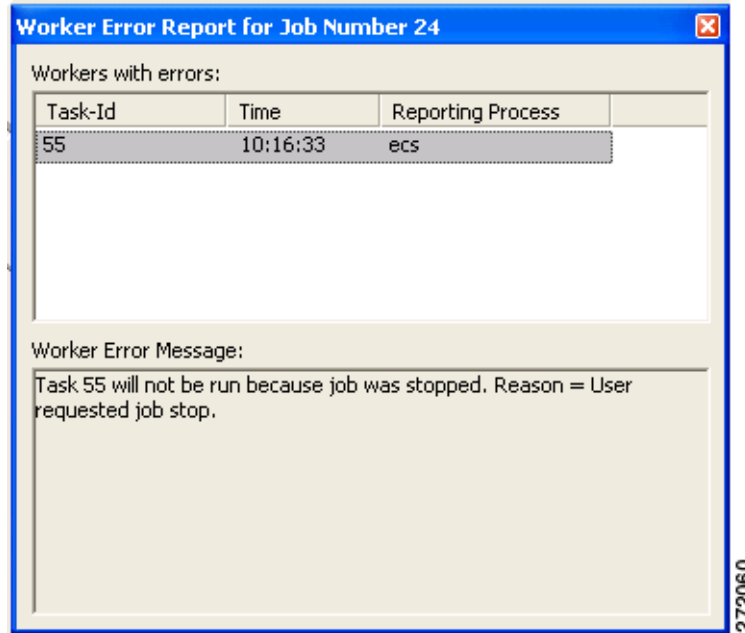 Worker Error Report for Job Number 24
Workers with errors:
Task-Id Time Reporting Process
55 10:16:33 ecs
Worker Error Message:
Task 55 will not be run because job was stopped. Reason = User
requested job stop.
273060